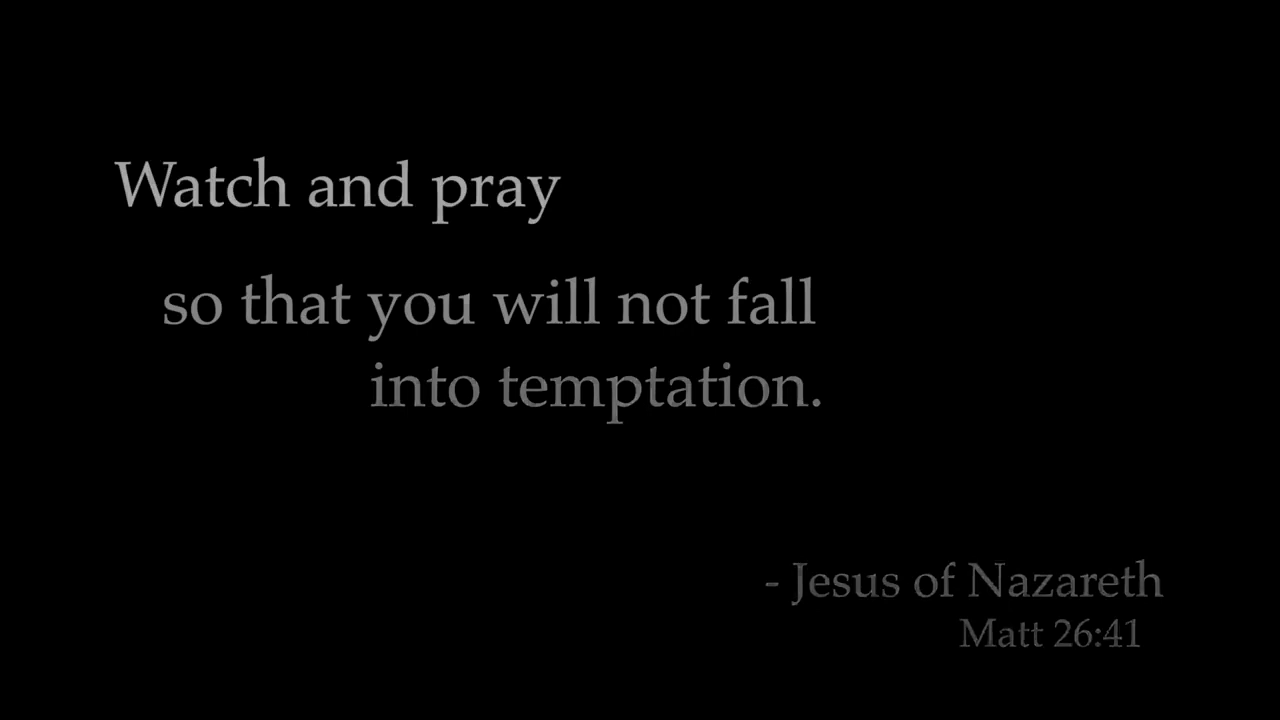 Watch and pray
so that you will not fall
into temptation.
- Jesus of Nazareth
Matt 26:41